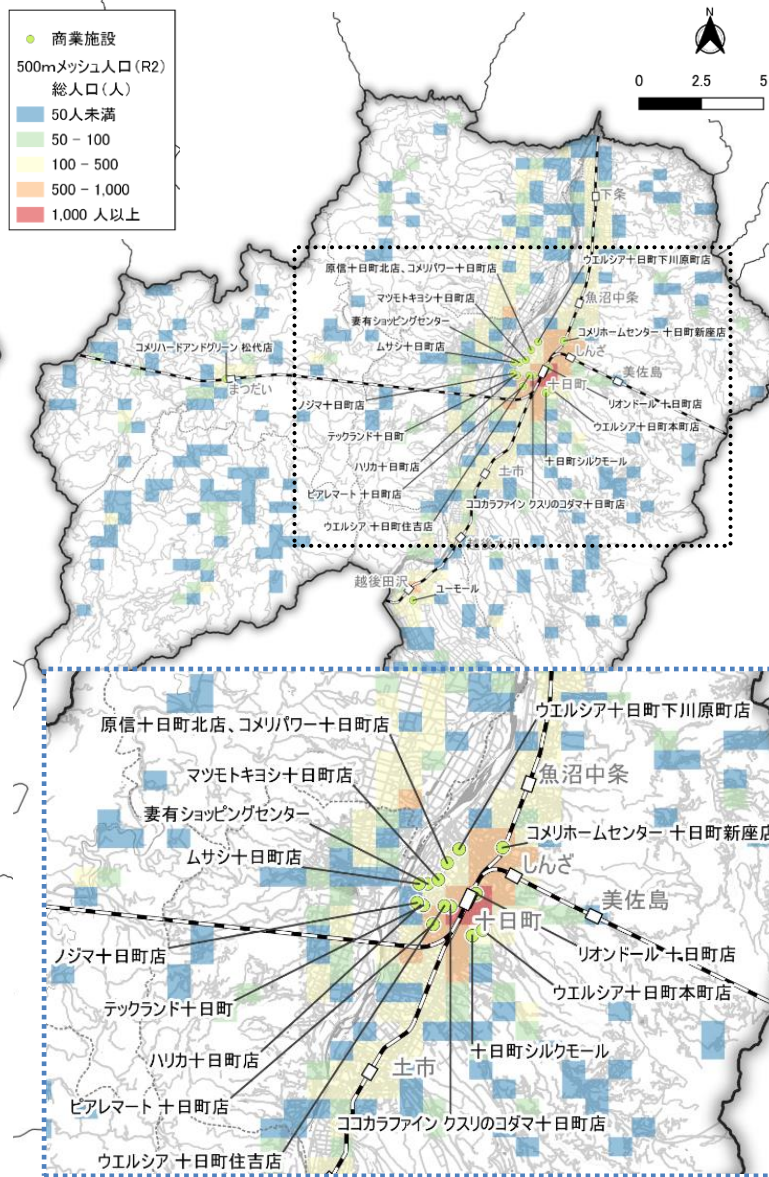 商業施設
500mメッシュ人口(R2)
総人口(人)
50人未満
50 - 100
100 - 500
500 - 1,000
1,000 人以上
N
0 2.5 5
下条
原信十日町北店、コメリパワー十日町店
ウエルシア十日町下川原町店
魚沼中条
マツモトキヨシ十日町店
妻有ショッピングセンター
コメリホームセンター 十日町新座店
ムサシ十日町店
しんざ
コメリハードアンドグリーン 松代店
まつだい
美佐島
十日町
ノジマ十日町店
リオンドール 十日町店
テックランド十日町
ウエルシア十日町本町店
ハリカ十日町店
十日町シルクモール
ピアレマート 十日町店
土市
ココカラファイン クスリのコダマ十日町店
ウエルシア 十日町住吉店
越後水沢
越後田沢
ユーモール
原信十日町北店、コメリパワー十日町店
ウエルシア十日町下川原町店
マツモトキヨシ十日町店
魚沼中条
妻有ショッピングセンター
コメリホームセンター 十日町新座店
ムサシ十日町店
しんざ
美佐島
十日町
ノジマ十日町店
リオンドール 十日町店
テックランド十日町
ウエルシア十日町本町店
ハリカ十日町店
十日町シルクモール
土市
ピアレマート 十日町店
ココカラファイン クスリのコダマ十日町店
ウエルシア 十日町住吉店